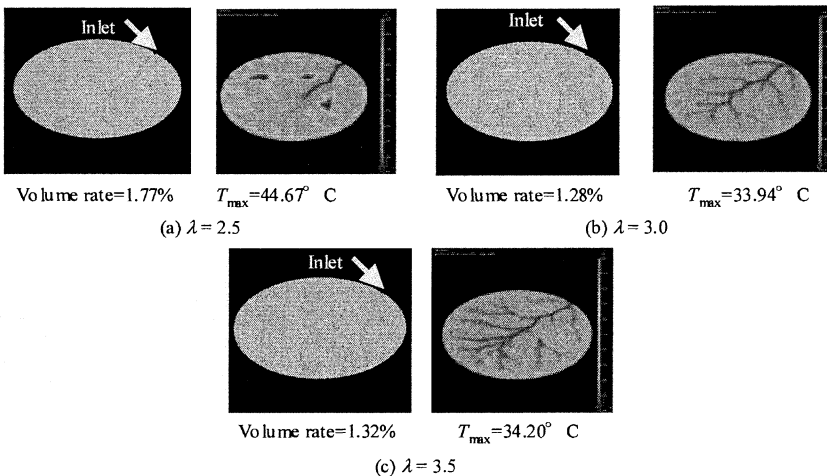 Inlet
Inlet
Volume rate=1.77%
Tmax=44.67° C
Volume rate=1.28%
Tmax=33.94° C
(a) λ = 2.5
(b) λ = 3.0
Inlet
Volume rate=1.32%
Tmax=34.20° C
(c) λ = 3.5